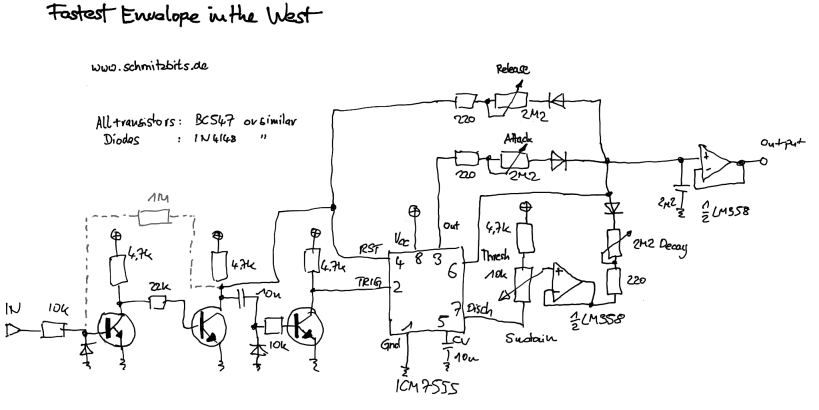 Fastest Envelope in the West
www.schmitzbits.de
All transistors: BC547 or similar
Diodes : 1N4148 "
Release
220
2M2
Attack
220
2M2
Output
2M2
½ LM358
1M
4,7k
4,7k
4,7k
Vcc
Out
RST
4 8 3
6
TRIG
2
7
Disch
1 5
Gnd
CV
10n
ICM7555
4,7k
Thresh
10k
Sustain
½ LM358
2M2 Decay
220
IN
10k
22k
10n
10k